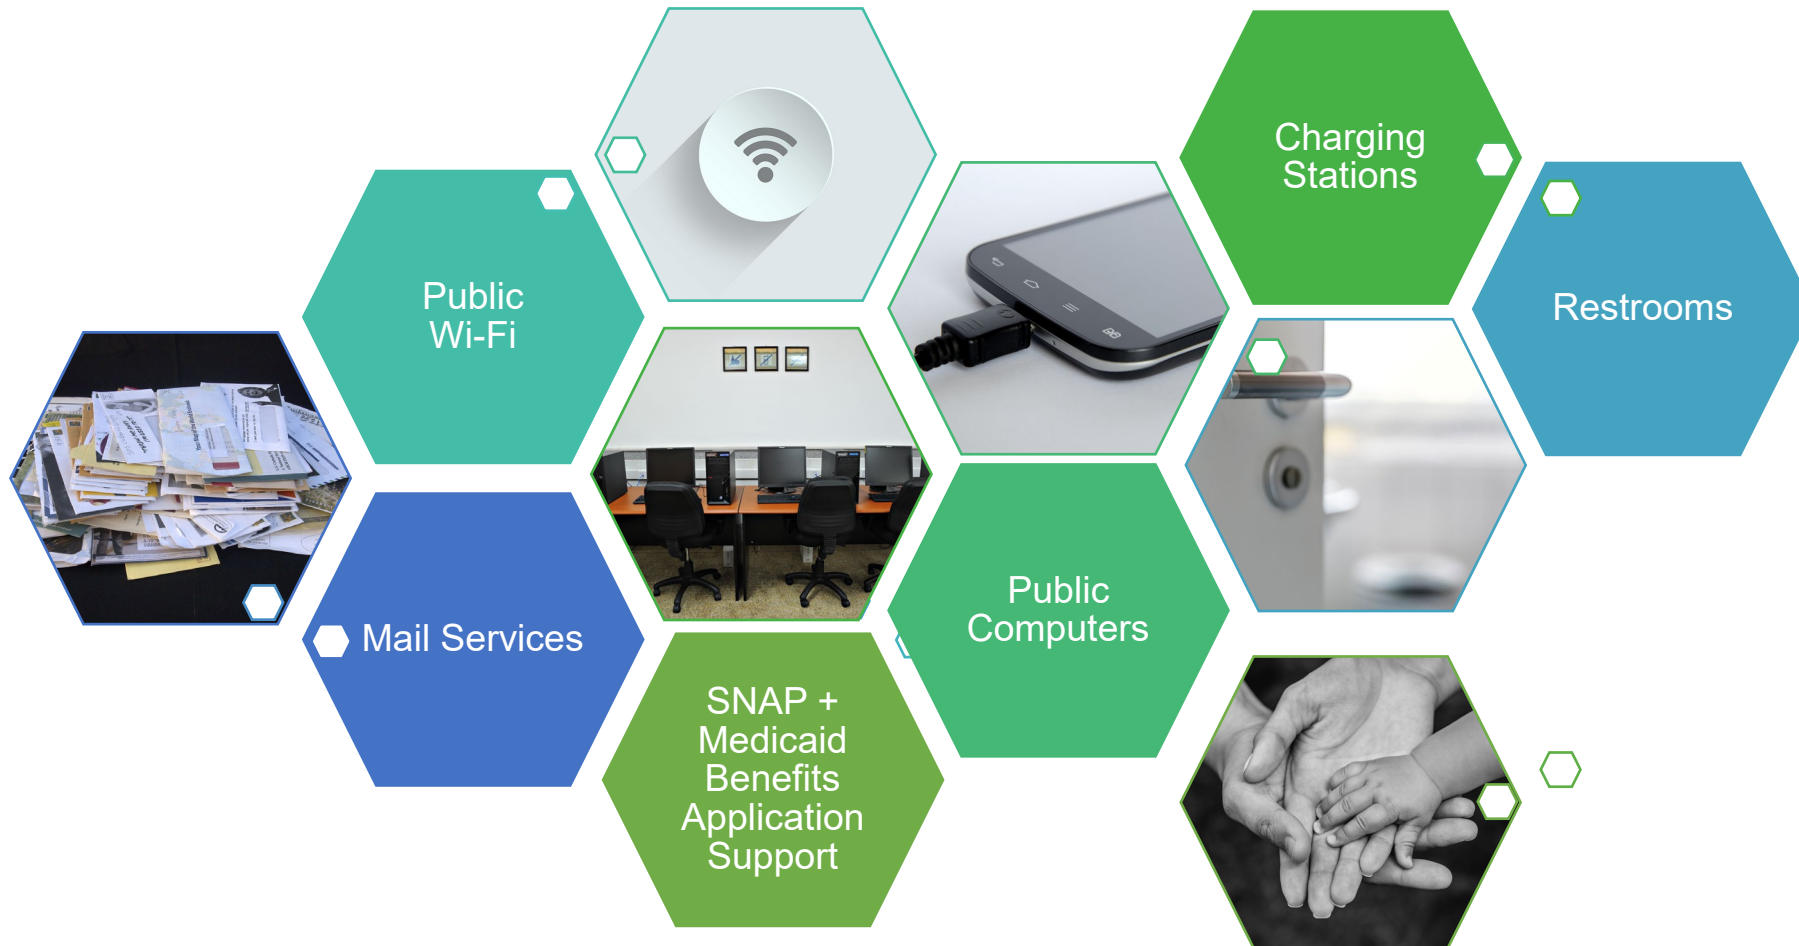 Charging
Stations
Public
Wi-Fi
Restrooms
Mail Services
Public
Computers
SNAP +
Medicaid
Benefits
Application
Support